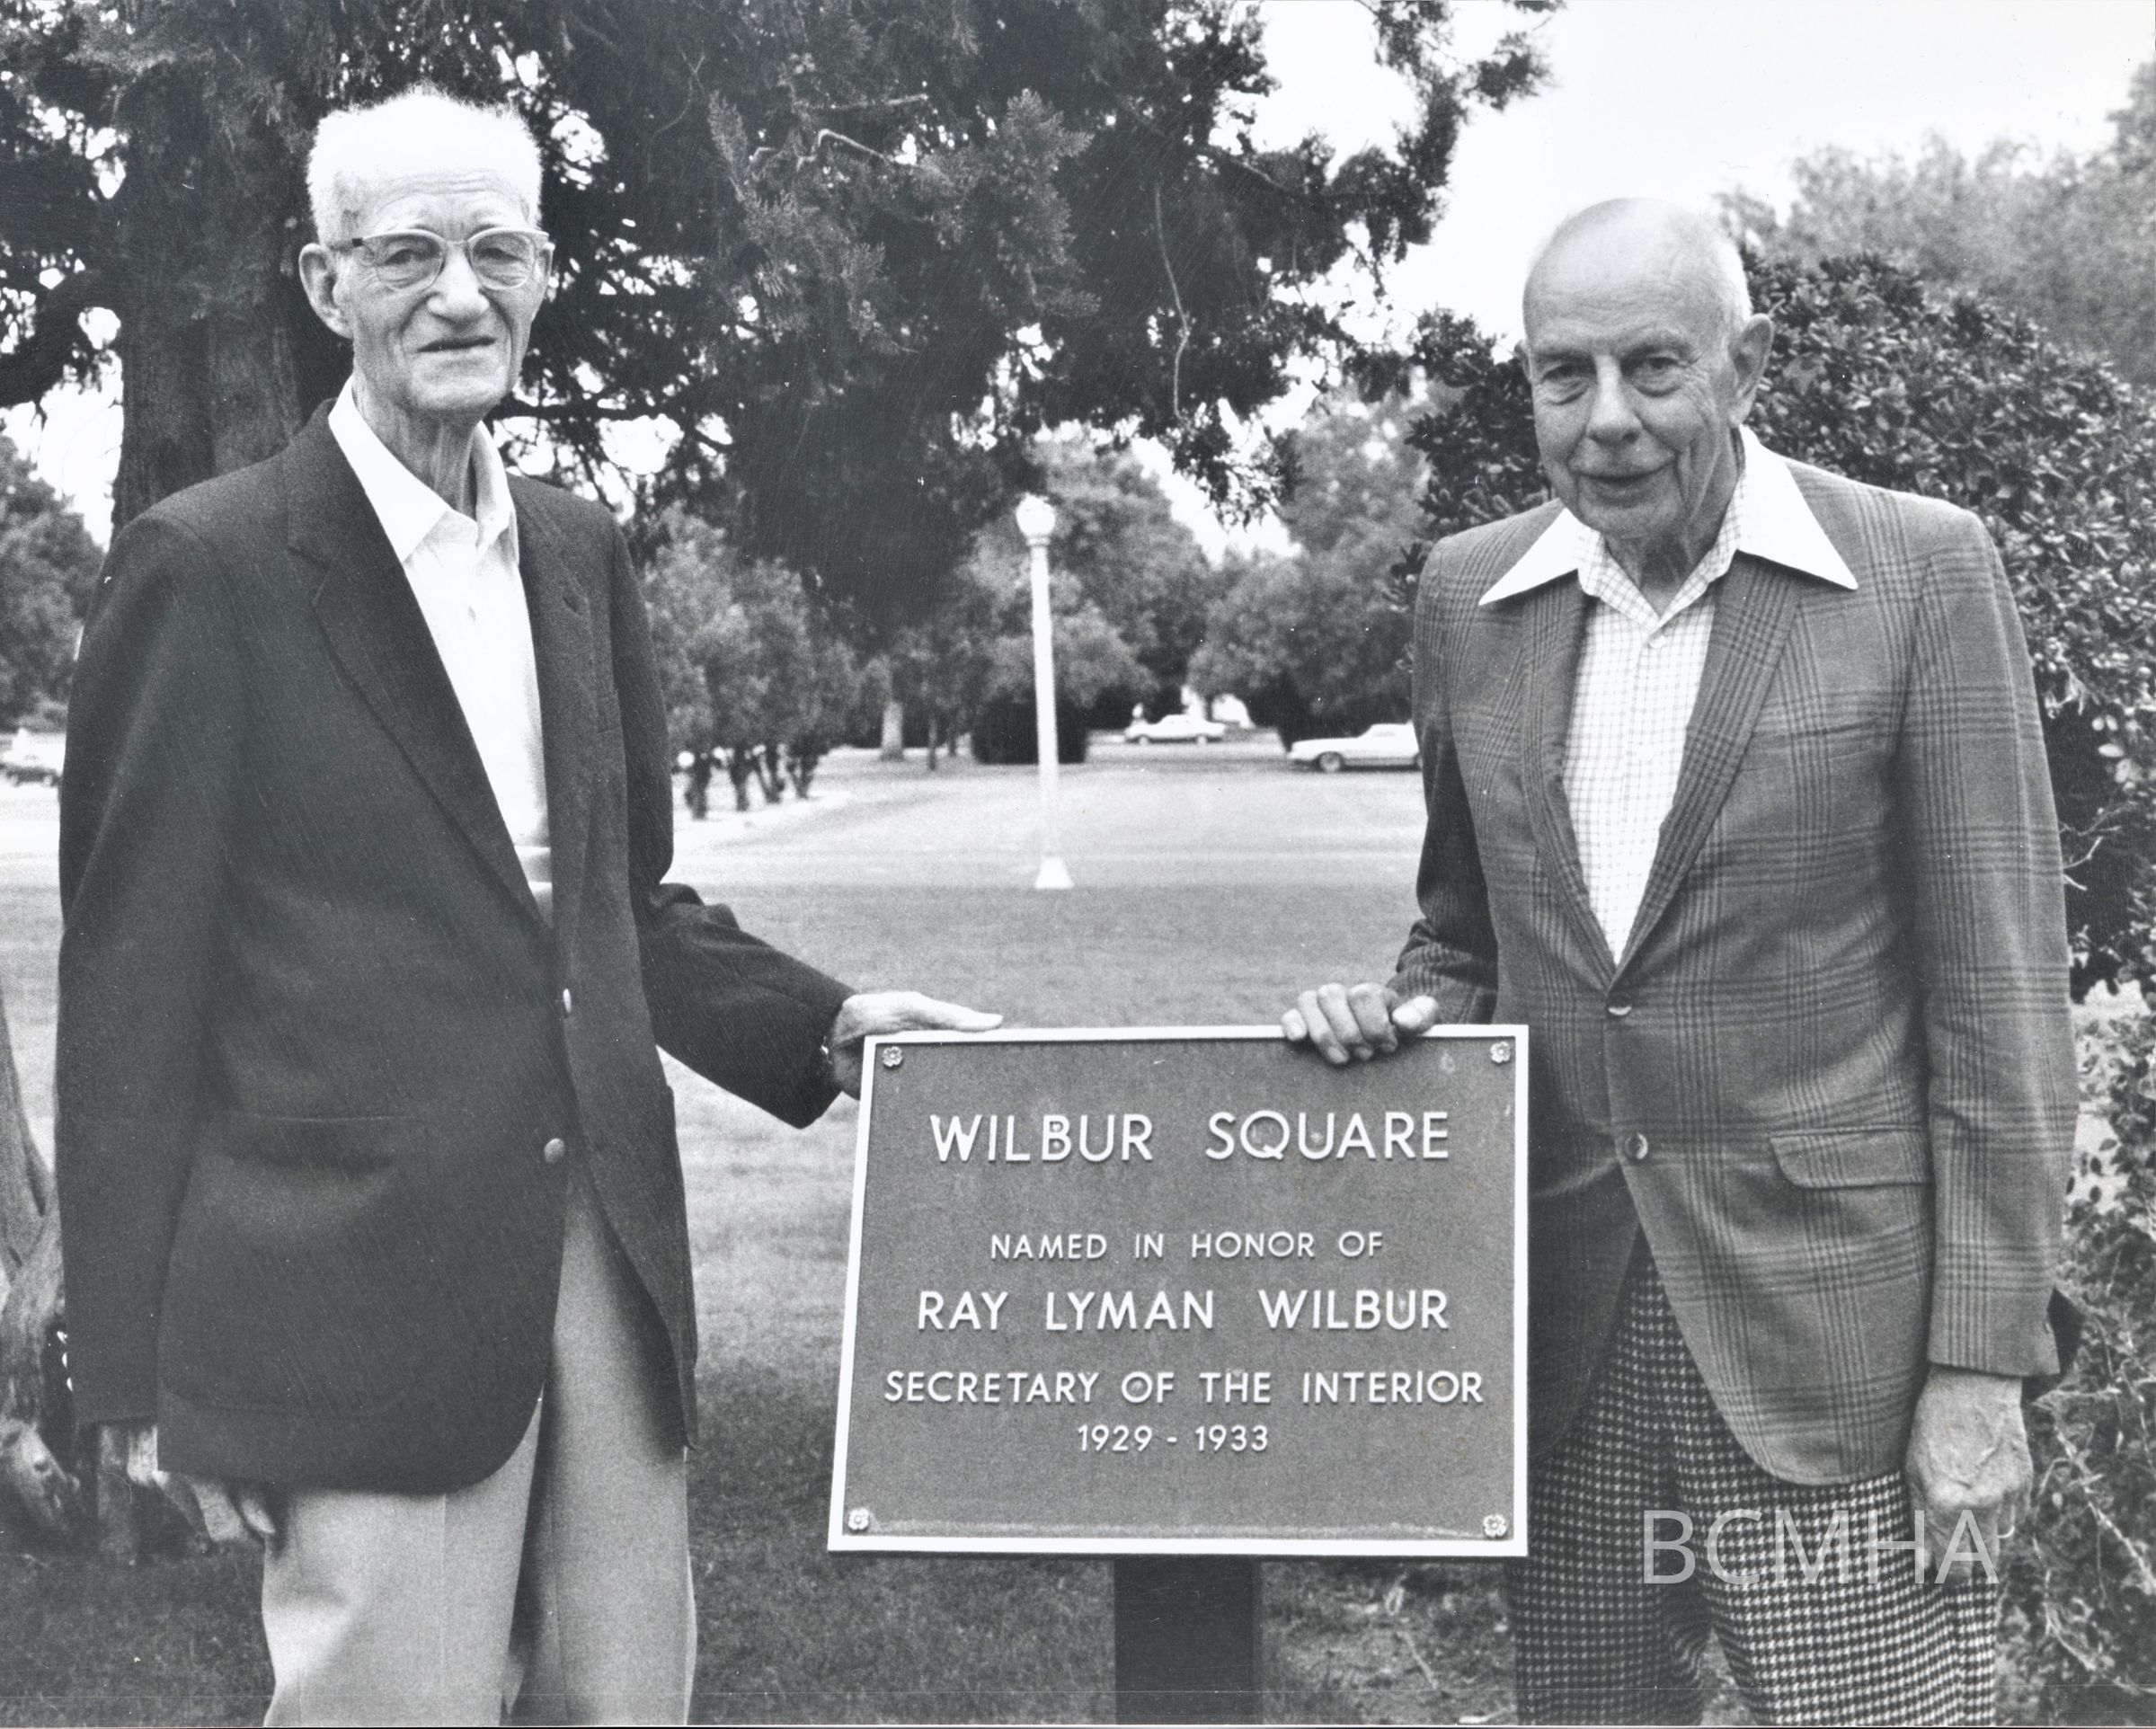 WILBUR SQUARE
NAMED IN HONOR OF
RAY LYMAN WILBUR
SECRETARY OF THE INTERIOR
1929 - 1933
BCMHA